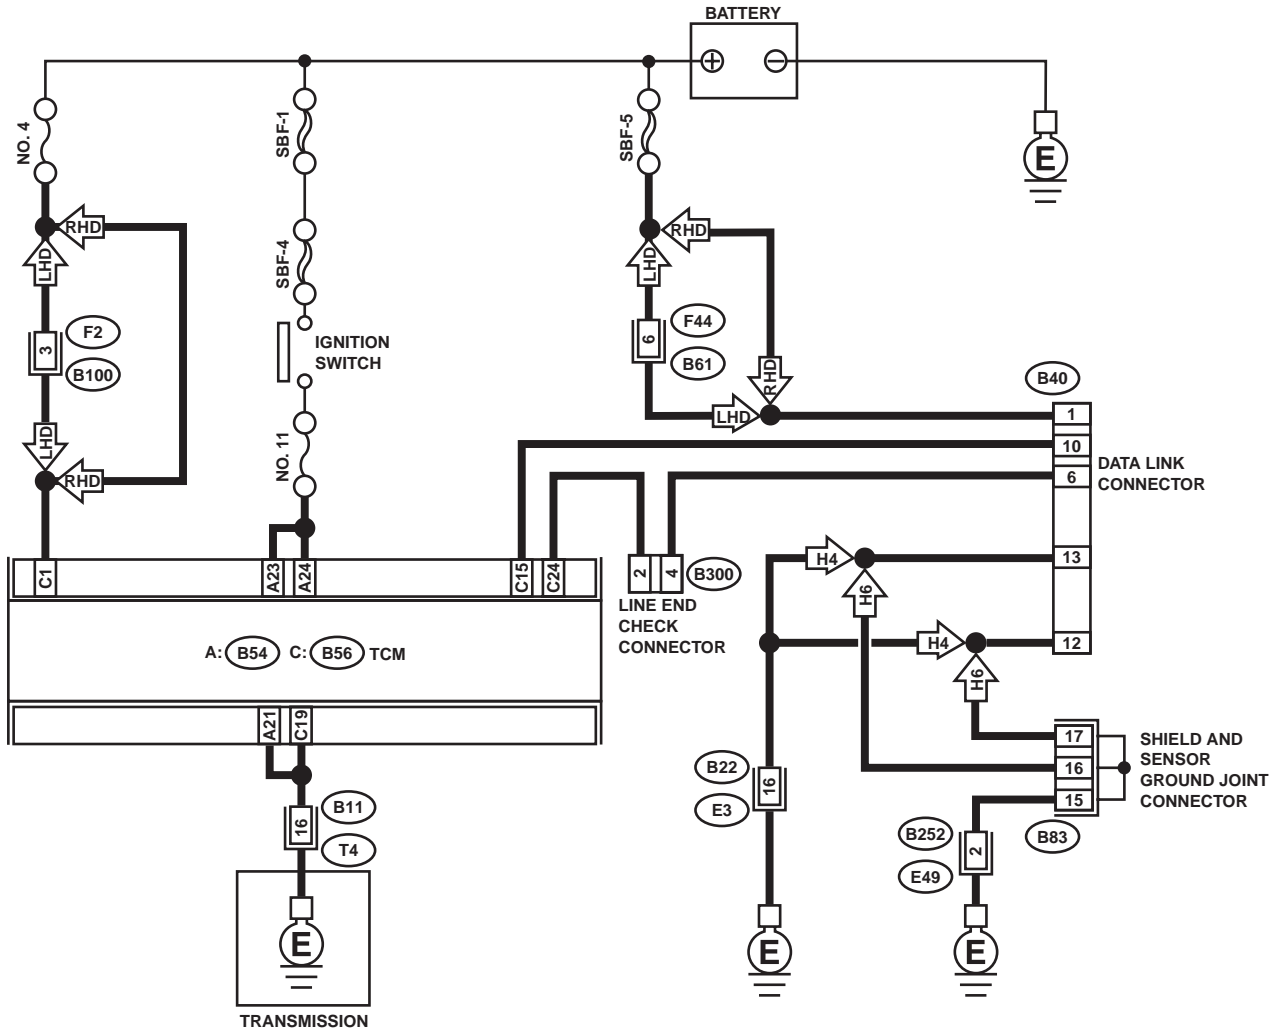 BATTERY
E
NO. 4
SBF-1
SBF-5
RHD
LHD
SBF-4
RHD
LHD
3
F2
B100
IGNITION
SWITCH
6
F44
B61
RHD
B40
LHD
RHD
NO. 11
LHD
1
10
6
13
12
DATA LINK
CONNECTOR
C1
A23
A24
C15
C24
2
4
B300
LINE END
CHECK
CONNECTOR
H4
H6
H4
H6
A: B54 C: B56 TCM
A21
C19
17
16
15
SHIELD AND
SENSOR
GROUND JOINT
CONNECTOR
B22
16
E3
B11
16
T4
B252
2
E49
B83
E
E
E
TRANSMISSION